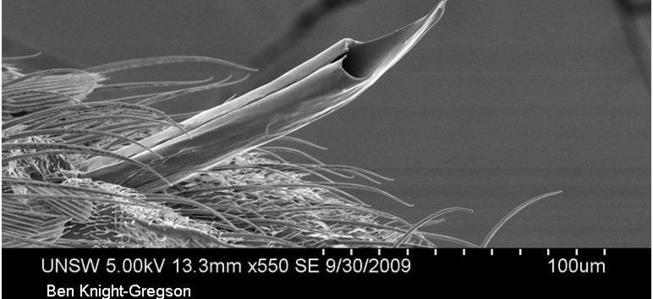 UNSW 5.00kV 13.3mm x550 SE 9/30/2009 100um
Ben Knight-Gregson